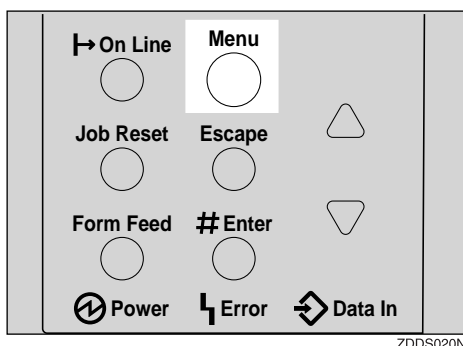 On Line Menu
Job Reset Escape
Form Feed # Enter
Power Error Data In
ZDDS020N